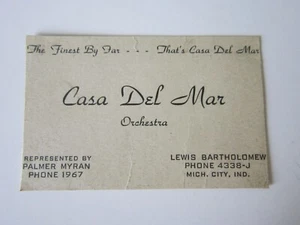 The Finest By Far - - - That's Casa Del Mar
Casa Del Mar
Orchestra
REPRESENTED BY
PALMER MYRAN
PHONE 1967
LEWIS BARTHOLOMEW
PHONE 4336-J
MICH. CITY, IND.